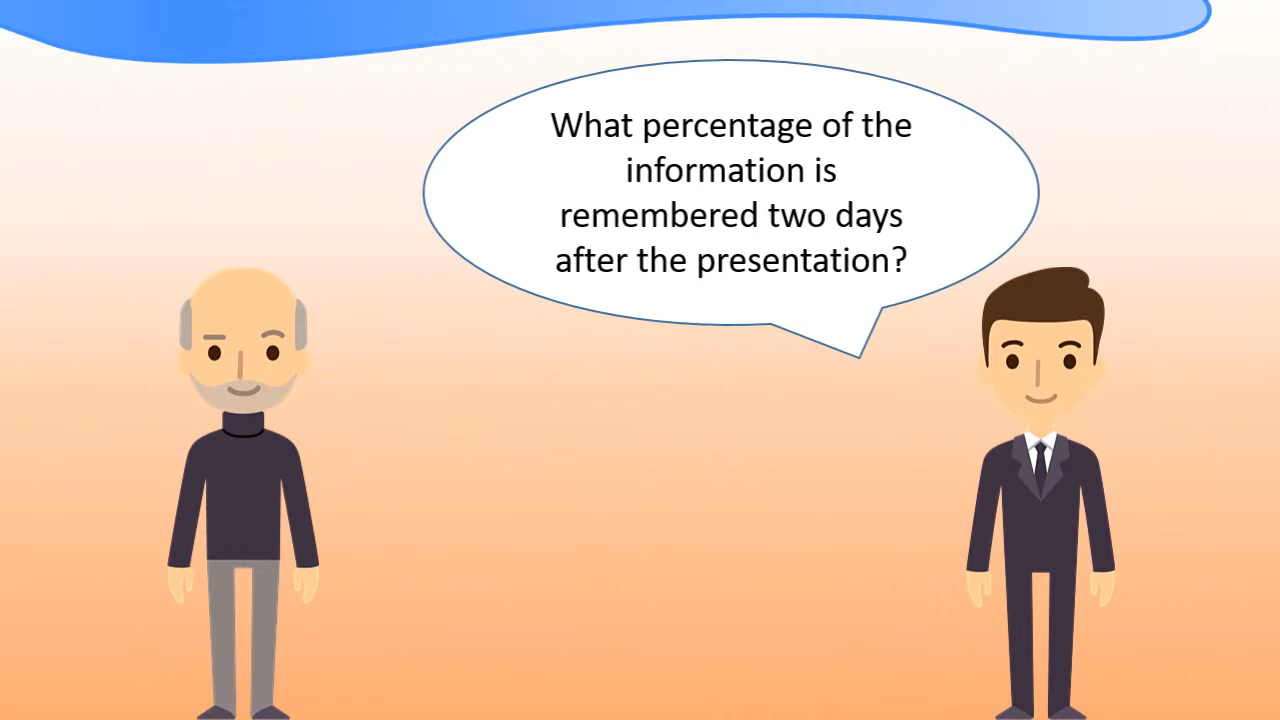 What percentage of the
information is
remembered two days
after the presentation?